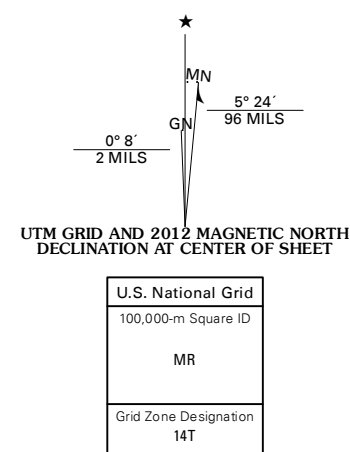 ★
MN
5° 24´
96 MILS
GN
0° 8´
2 MILS
UTM GRID AND 2012 MAGNETIC NORTH
DECLINATION AT CENTER OF SHEET
U.S. National Grid
100,000-m Square ID
MR
Grid Zone Designation
14T